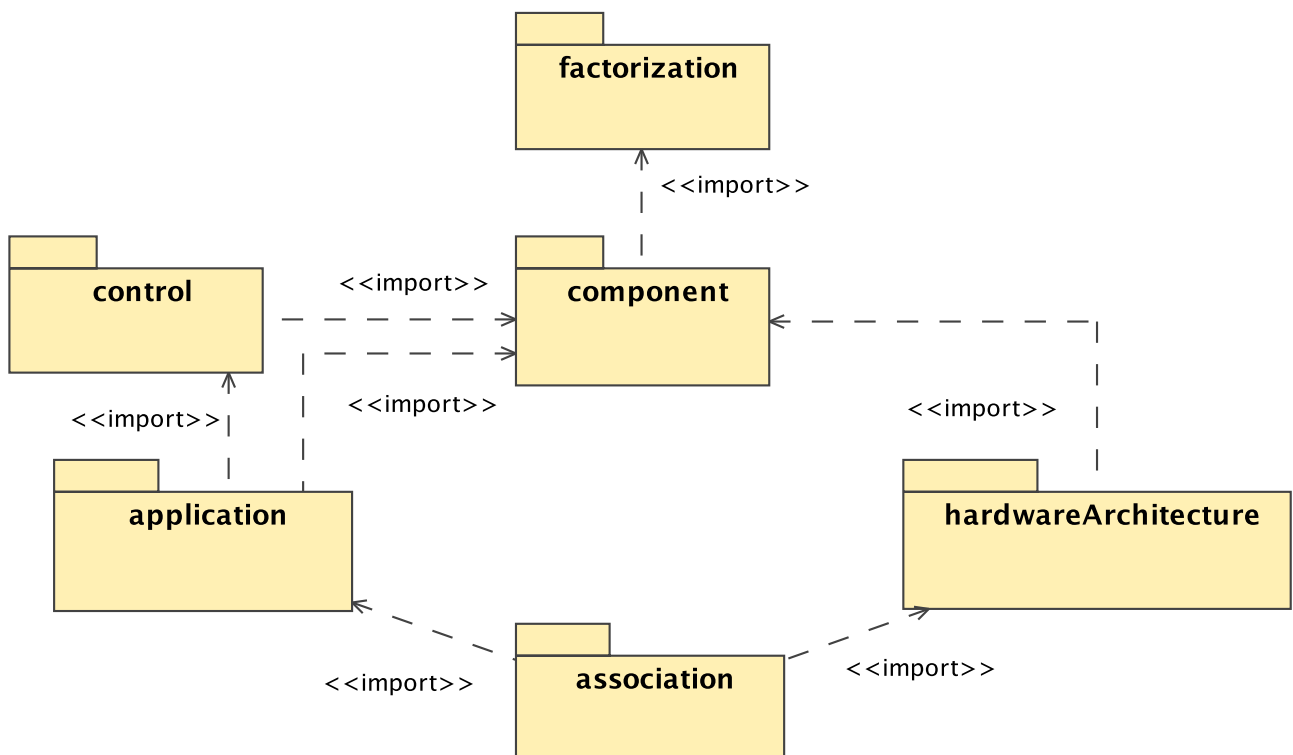 factorization
<<import>>
control
<<import>>
component
<<import>>
<<import>>
<<import>>
application
hardwareArchitecture
<<import>>
association
<<import>>